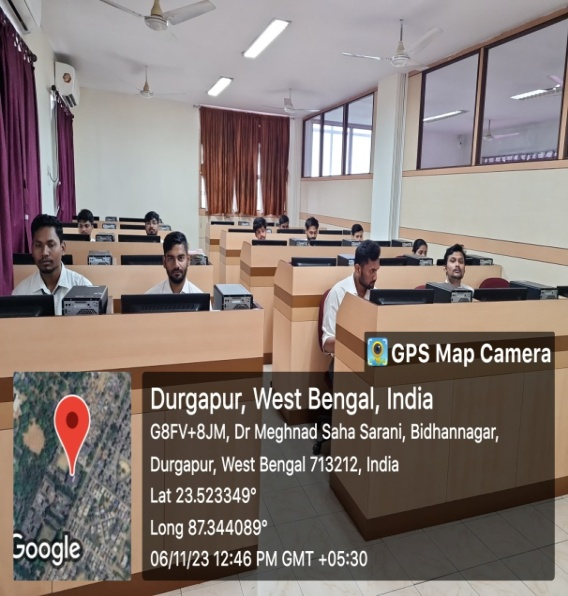 GPS Map Camera
Durgapur, West Bengal, India
G8FV+8JM, Dr Meghnad Saha Sarani, Bidhannagar,
Durgapur, West Bengal 713212, India
Lat 23.523349°
Long 87.344089°
06/11/23 12:46 PM GMT +05:30
Google